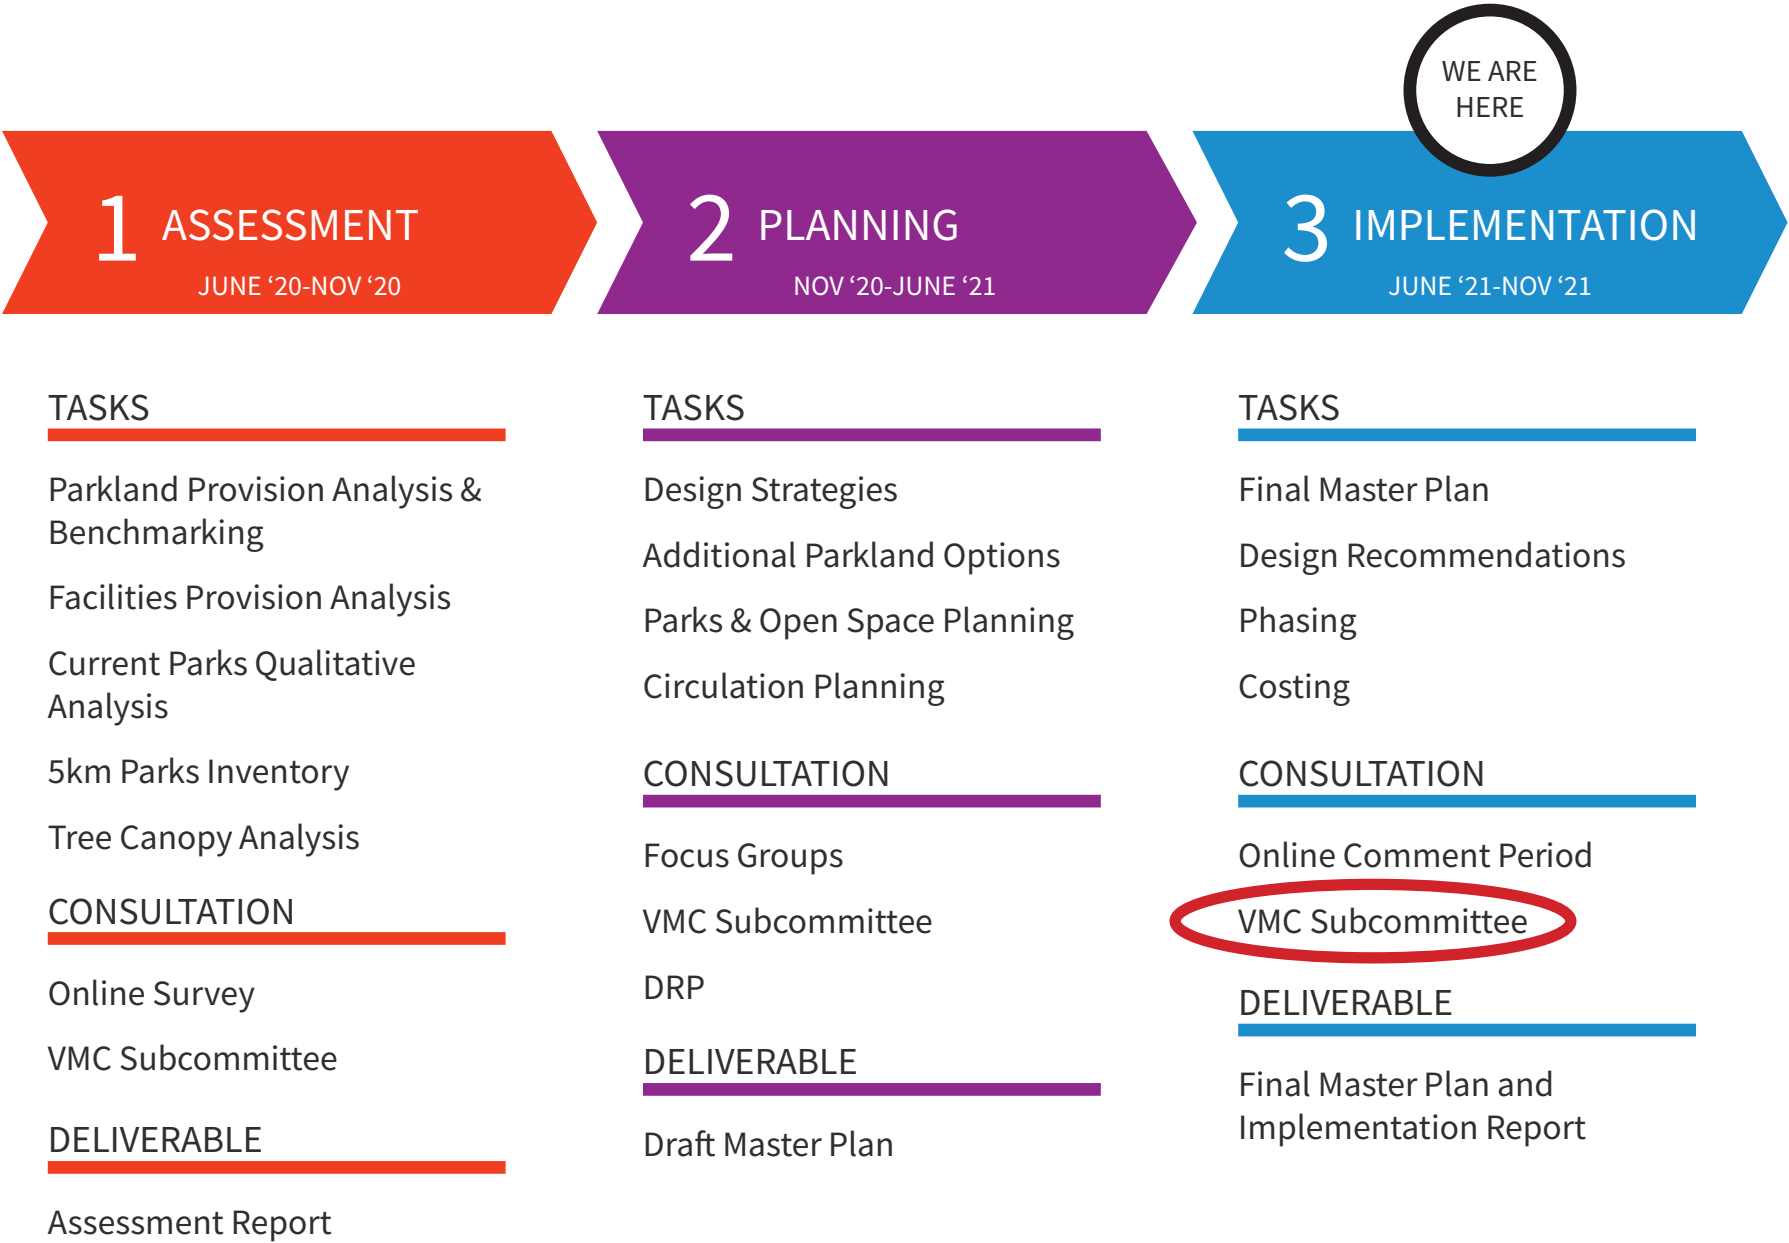 WE ARE
HERE
1 ASSESSMENT
JUNE ‘20-NOV ‘20
2 PLANNING
NOV ‘20-JUNE ‘21
3 IMPLEMENTATION
JUNE ‘21-NOV ‘21
TASKS
Parkland Provision Analysis &
Benchmarking
Facilities Provision Analysis
Current Parks Qualitative
Analysis
5km Parks Inventory
Tree Canopy Analysis
CONSULTATION
Online Survey
VMC Subcommittee
DELIVERABLE
Assessment Report
TASKS
Design Strategies
Additional Parkland Options
Parks & Open Space Planning
Circulation Planning
CONSULTATION
Focus Groups
VMC Subcommittee
DRP
DELIVERABLE
Draft Master Plan
TASKS
Final Master Plan
Design Recommendations
Phasing
Costing
CONSULTATION
Online Comment Period
VMC Subcommittee
DELIVERABLE
Final Master Plan and
Implementation Report